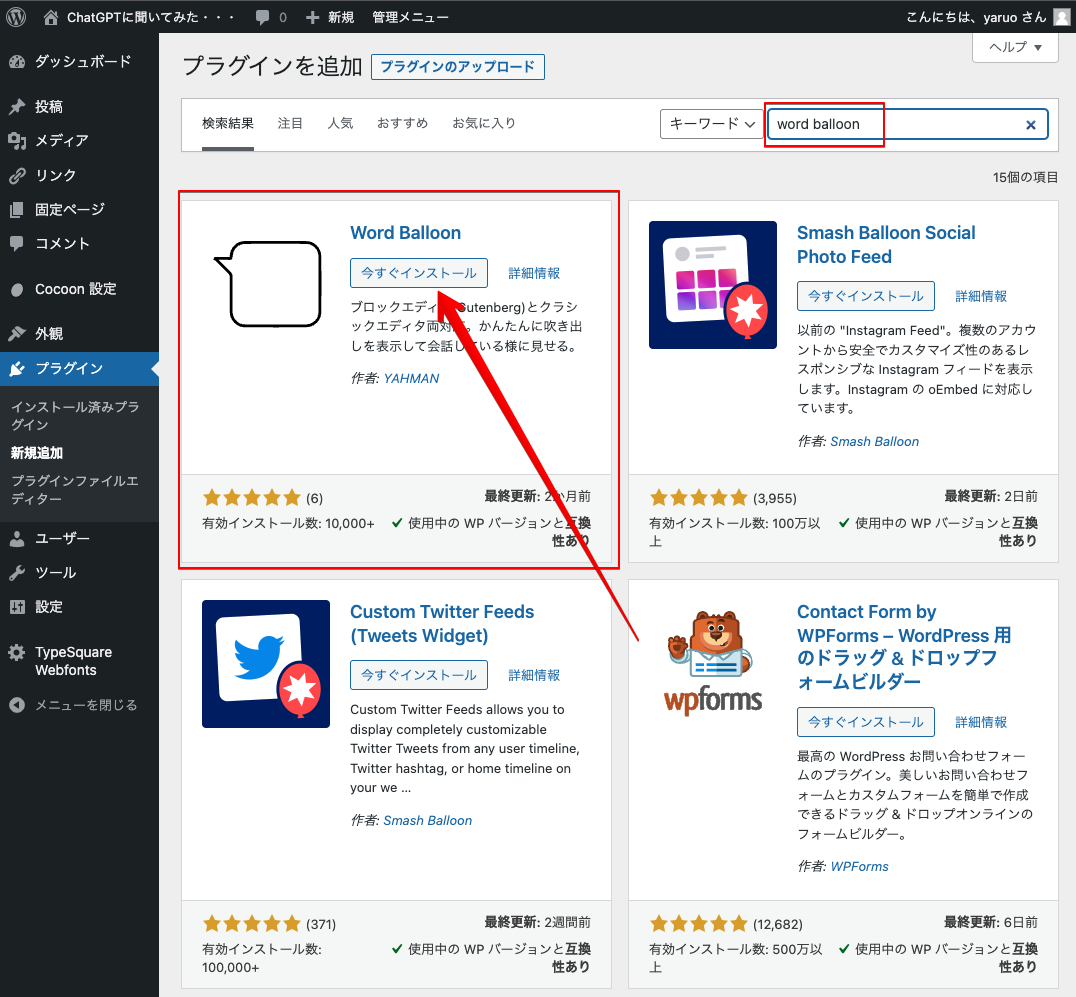 ChatGPTに聞いてみた・・・ 0 新規 管理メニュー こんにちは、yaruo さん
ヘルプ ▼
ダッシュボード
投稿
メディア
リンク
固定ページ
コメント
Cocoon 設定
外観
プラグイン
インストール済みプラ
グイン
新規追加
プラグインファイルエ
ディター
ユーザー
ツール
設定
TypeSquare
Webfonts
メニューを閉じる
プラグインを追加 プラグインのアップロード
検索結果 注目 人気 おすすめ お気に入り キーワード word balloon ×
15個の項目
Word Balloon
今すぐインストール 詳細情報
ブロックエディ Gutenberg)とクラシ
ックエディタ両対 。かんたんに吹き出
しを表示して会話し いる様に見せる。
作者: YAHMAN
(6) 最終更新: 2か月前
有効インストール数: 10,000+ 使用中の WP バージョンと互換
性あり
Smash Balloon Social
Photo Feed
今すぐインストール 詳細情報
以前の "Instagram Feed"。複数のアカウ
ントから安全でカスタマイズ性のあるレ
スポンシブな Instagram フィードを表示
します。Instagram の oEmbed に対応し
ています。
作者: Smash Balloon
(3,955) 最終更新: 2日前
有効インストール数: 100万以 使用中の WP バージョンと互換
上 性あり
Custom Twitter Feeds
(Tweets Widget)
今すぐインストール 詳細情報
Custom Twitter Feeds allows you to
display completely customizable
Twitter Tweets from any user timeline,
Twitter hashtag, or home timeline on
your we ...
作者: Smash Balloon
(371) 最終更新: 2週間前
有効インストール数: 使用中の WP バージョンと互換
100,000+ 性あり
wpforms
Contact Form by
WPForms – WordPress 用
のドラッグ & ドロップフ
ォームビルダー
今すぐインストール 詳細情報
最高の WordPress お問い合わせフォー
ムのプラグイン。美しいお問い合わせフ
ォームとカスタムフォームを簡単で作成
できるドラッグ & ドロップオンラインの
フォームビルダー。
作者: WPForms
(12,682) 最終更新: 6日前
有効インストール数: 500万以 使用中の WP バージョンと互換
上 性あり